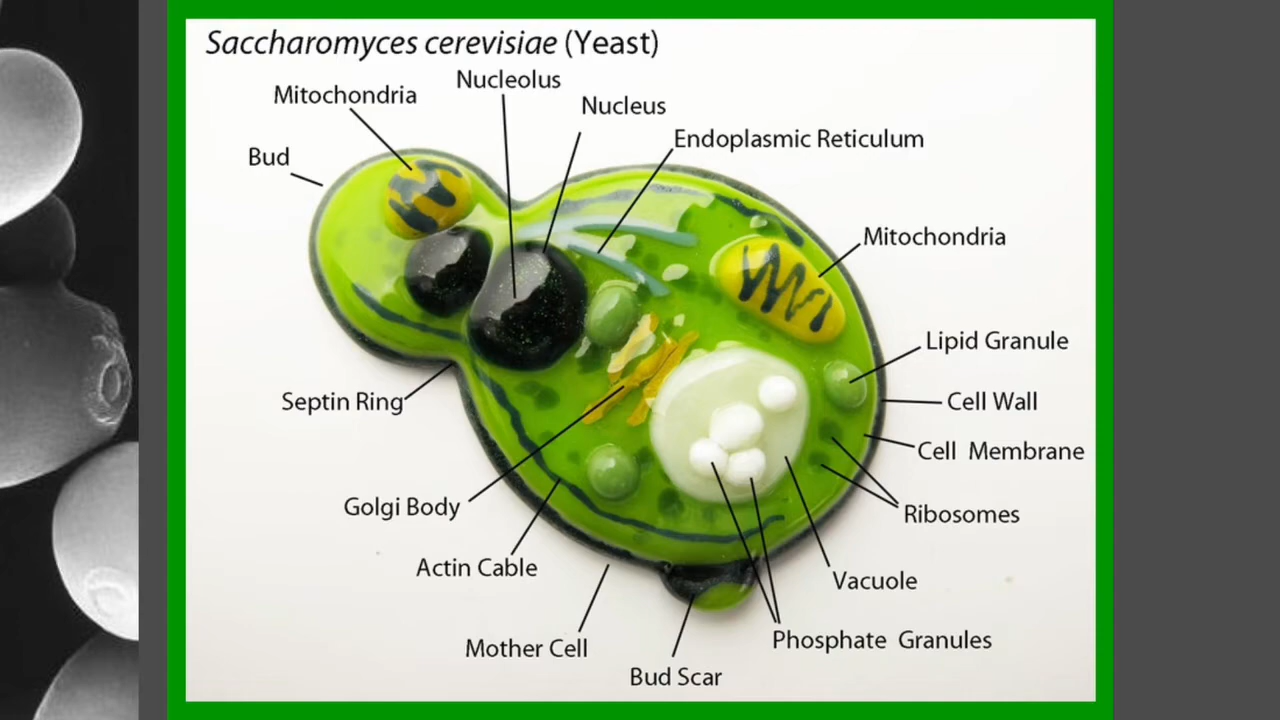 Saccharomyces cerevisiae (Yeast)
Nucleolus
Mitochondria
Nucleus
Endoplasmic Reticulum
Bud
Mitochondria
Lipid Granule
Septin Ring
Cell Wall
Cell Membrane
Golgi Body
Ribosomes
Actin Cable
Vacuole
Mother Cell
Phosphate Granules
Bud Scar